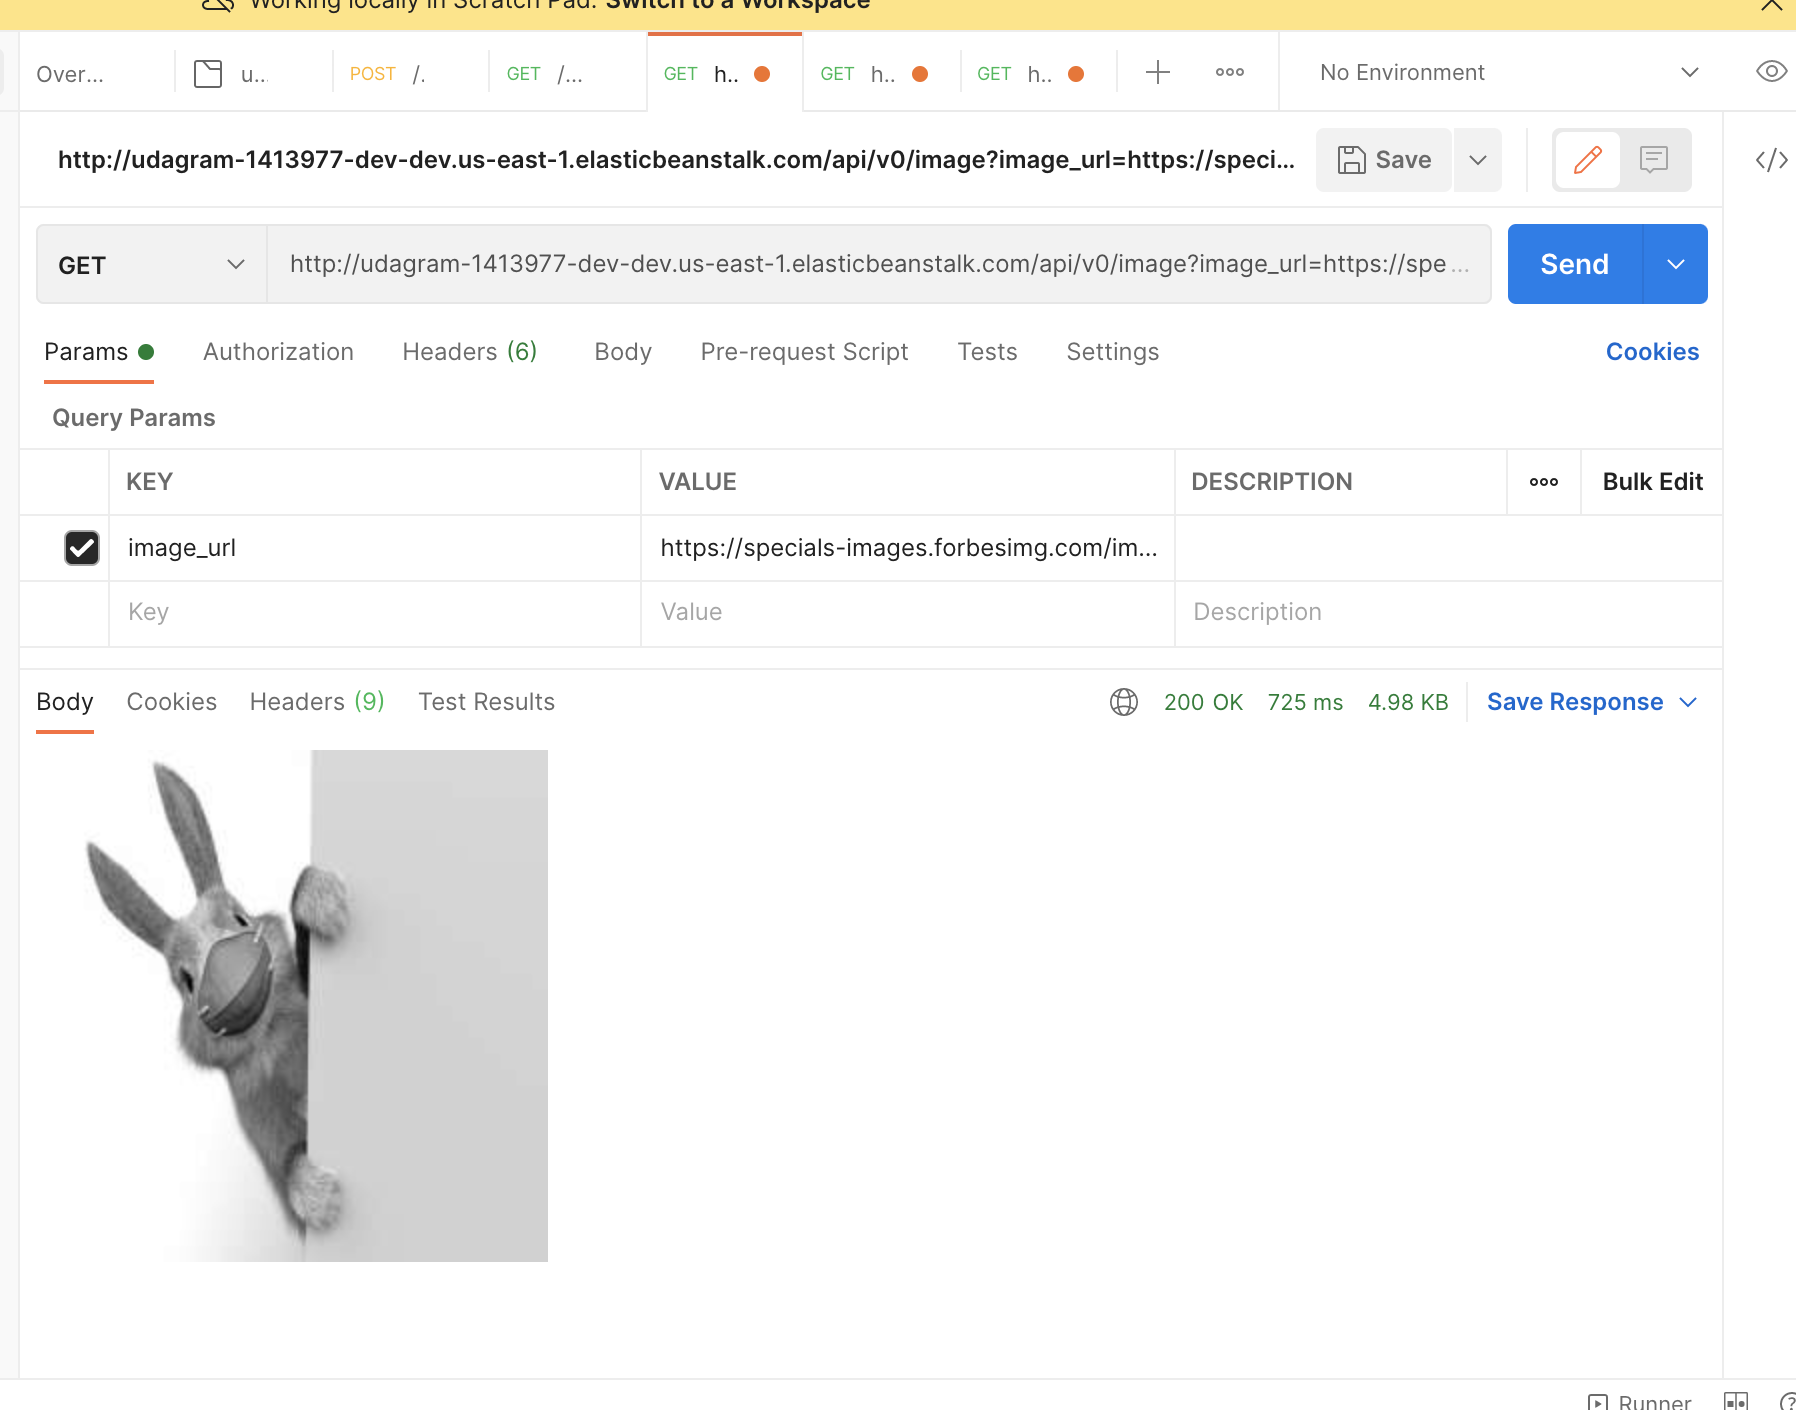 Working locally in Scratch Pad. Switch to a Workspace
Over... u... POST /. GET /... GET h.. GET h.. GET h.. No Environment
http://udagram-1413977-dev-dev.us-east-1.elasticbeanstalk.com/api/v0/image?image_url=https://speci... Save
GET http://udagram-1413977-dev-dev.us-east-1.elasticbeanstalk.com/api/v0/image?image_url=https://spe... Send
Params Authorization Headers (6) Body Pre-request Script Tests Settings Cookies
Query Params
KEY VALUE DESCRIPTION Bulk Edit
image_url https://specials-images.forbesimg.com/im...
Key Value Description
Body Cookies Headers (9) Test Results 200 OK 725 ms 4.98 KB Save Response
Runner